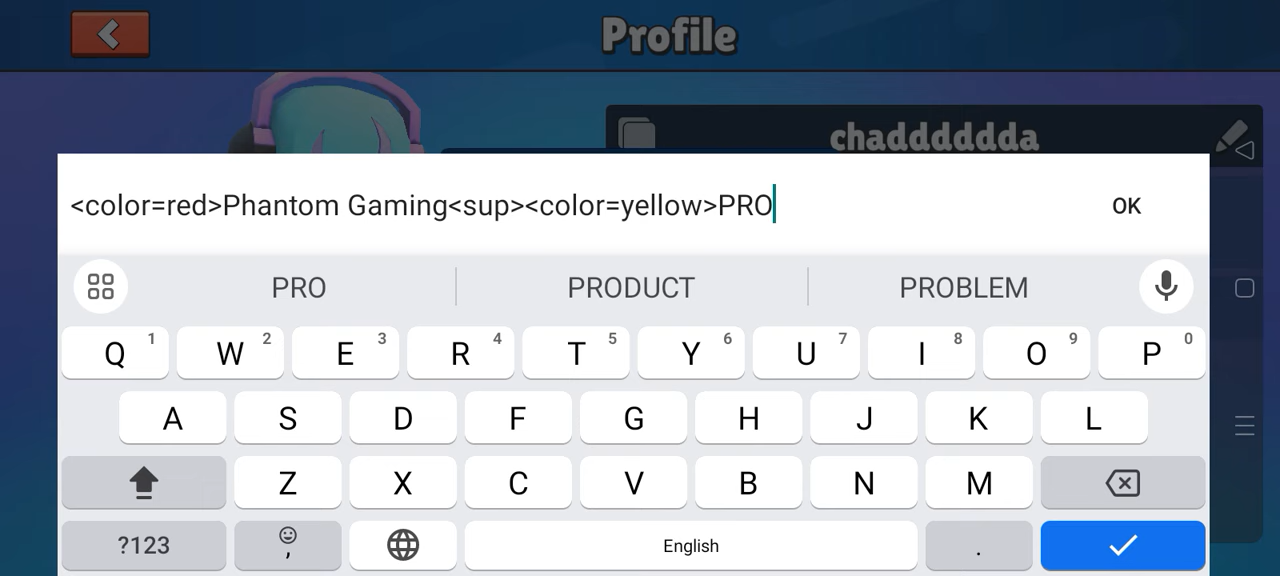 Profile
chadddddda
<color=red>Phantom Gaming<sup><color=yellow>PRO
OK
PRO PRODUCT PROBLEM
Q 1 W 2 E 3 R 4 T 5 Y 6 U 7 I 8 O 9 P 0
A S D F G H J K L
Z X C V B N M
?123 , English .